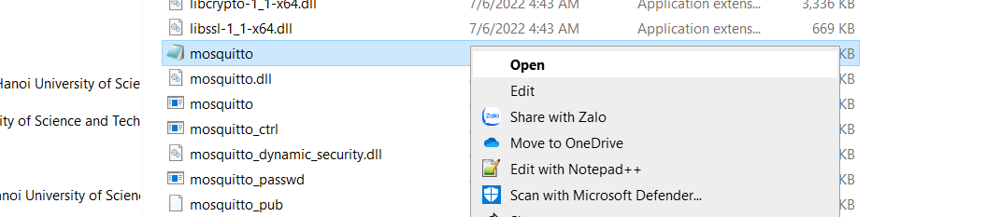 libcrypto-1_1-x64.dll 7/6/2022 4:43 AM Application extens... 3,336 KB
libssl-1_1-x64.dll 7/6/2022 4:43 AM Application extens... 669 KB
mosquitto KB
Open
Hanoi University of Scie mosquitto.dll KB
Edit
mosquitto KB
Zalo Share with Zalo
ity of Science and Tech mosquitto_ctrl KB
Move to OneDrive
mosquitto_dynamic_security.dll KB
Edit with Notepad++
mosquitto_passwd KB
anoi University of Scienc mosquitto_pub KB
Scan with Microsoft Defender...